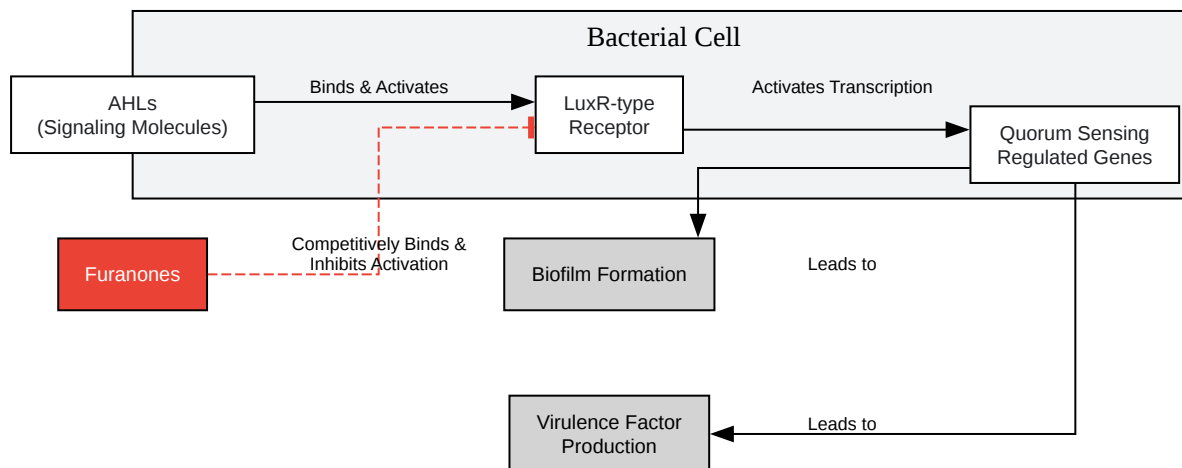 Bacterial Cell
AHLs
(Signaling Molecules)
Binds & Activates
LuxR-type
Receptor
Activates Transcription
Quorum Sensing
Regulated Genes
Furanones
Competitively Binds &
Inhibits Activation
Biofilm Formation
Leads to
Virulence Factor
Production
Leads to